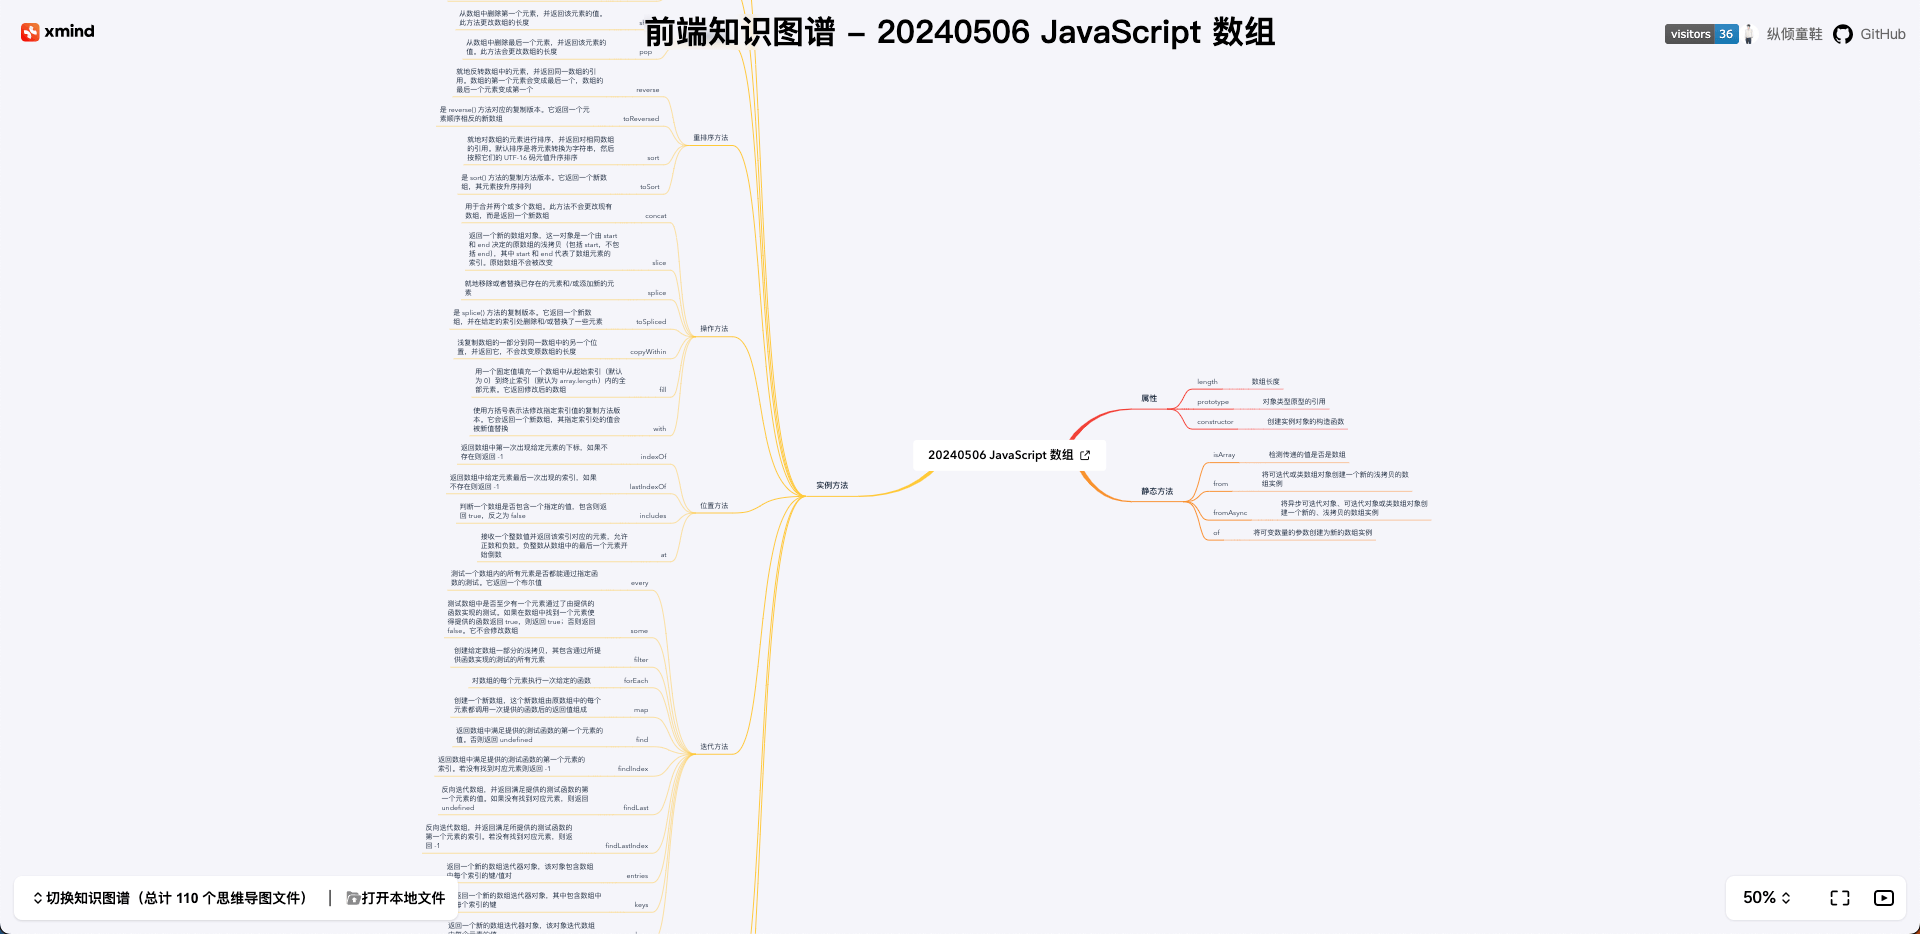 xmind
前端知识图谱 – 20240506 JavaScript 数组
visitors 36
纵倾童鞋
GitHub
从数组中删除第一个元素，并返回该元素的值。
此方法更改数组的长度
从数组中删除最后一个元素，并返回该元素的
值。此方法会更改数组的长度
pop
就地反转数组中的元素，并返回同一数组的引
用。数组的第一个元素会变成最后一个，数组的
最后一个元素变成第一个
reverse
是 reverse() 方法对应的复制版本。它返回一个元
素顺序相反的新数组
toReversed
就地对数组的元素进行排序，并返回对相同数组
的引用。默认排序是将元素转换为字符串，然后
按照它们的 UTF-16 码元值升序排序
sort
是 sort() 方法的复制方法版本。它返回一个新数
组，其元素按升序排列
toSort
重排序方法
用于合并两个或多个数组。此方法不会更改现有
数组，而是返回一个新数组
concat
返回一个新的数组对象，这一对象是一个由 start
和 end 决定的原数组的浅拷贝（包括 start，不包
括 end），其中 start 和 end 代表了数组元素的
索引。原始数组不会被改变
slice
就地移除或者替换已存在的元素和/或添加新的元
素
splice
是 splice() 方法的复制版本。它返回一个新数
组，并在给定的索引处删除和/或替换了一些元素
toSpliced
浅复制数组的一部分到同一数组中的另一个位
置，并返回它，不会改变原数组的长度
copyWithin
用一个固定值填充一个数组中从起始索引（默认
为 0）到终止索引（默认为 array.length）内的全
部元素。它返回修改后的数组
fill
使用方括号表示法修改指定索引值的复制方法版
本。它会返回一个新数组，其指定索引处的值会
被新值替换
with
操作方法
返回数组中第一次出现给定元素的下标，如果不
存在则返回 -1
indexOf
返回数组中给定元素最后一次出现的索引，如果
不存在则返回 -1
lastIndexOf
判断一个数组是否包含一个指定的值，包含则返
回 true，反之为 false
includes
接收一个整数值并返回该索引对应的元素，允许
正数和负数。负整数从数组中的最后一个元素开
始倒数
at
位置方法
测试一个数组内的所有元素是否都能通过指定函
数的测试。它返回一个布尔值
every
测试数组中是否至少有一个元素通过了由提供的
函数实现的测试。如果在数组中找到一个元素使
得提供的函数返回 true，则返回 true；否则返回
false。它不会修改数组
some
创建给定数组一部分的浅拷贝，其包含通过所提
供函数实现的测试的所有元素
filter
对数组的每个元素执行一次给定的函数
forEach
创建一个新数组，这个新数组由原数组中的每个
元素都调用一次提供的函数后的返回值组成
map
返回数组中满足提供的测试函数的第一个元素的
值。否则返回 undefined
find
返回数组中满足提供的测试函数的第一个元素的
索引。若没有找到对应元素则返回 -1
findIndex
反向迭代数组，并返回满足提供的测试函数的第
一个元素的值。如果没有找到对应元素，则返回
undefined
findLast
反向迭代数组，并返回满足所提供的测试函数的
第一个元素的索引。若没有找到对应元素，则返
回 -1
findLastIndex
返回一个新的数组迭代器对象，该对象包含数组
中每个索引的键/值对
entries
返回一个新的数组迭代器对象，其中包含数组中
每个索引的键
keys
返回一个新的数组迭代器对象，该对象迭代数组
迭代方法
实例方法
20240506 JavaScript 数组
属性
length
数组长度
prototype
对象类型原型的引用
constructor
创建实例对象的构造函数
静态方法
isArray
检测传递的值是否是数组
from
将可迭代或类数组对象创建一个新的浅拷贝的数
组实例
fromAsync
将异步可迭代对象、可迭代对象或类数组对象创
建一个新的、浅拷贝的数组实例
of
将可变数量的参数创建为新的数组实例
切换知识图谱（总计 110 个思维导图文件） | 打开本地文件
50%